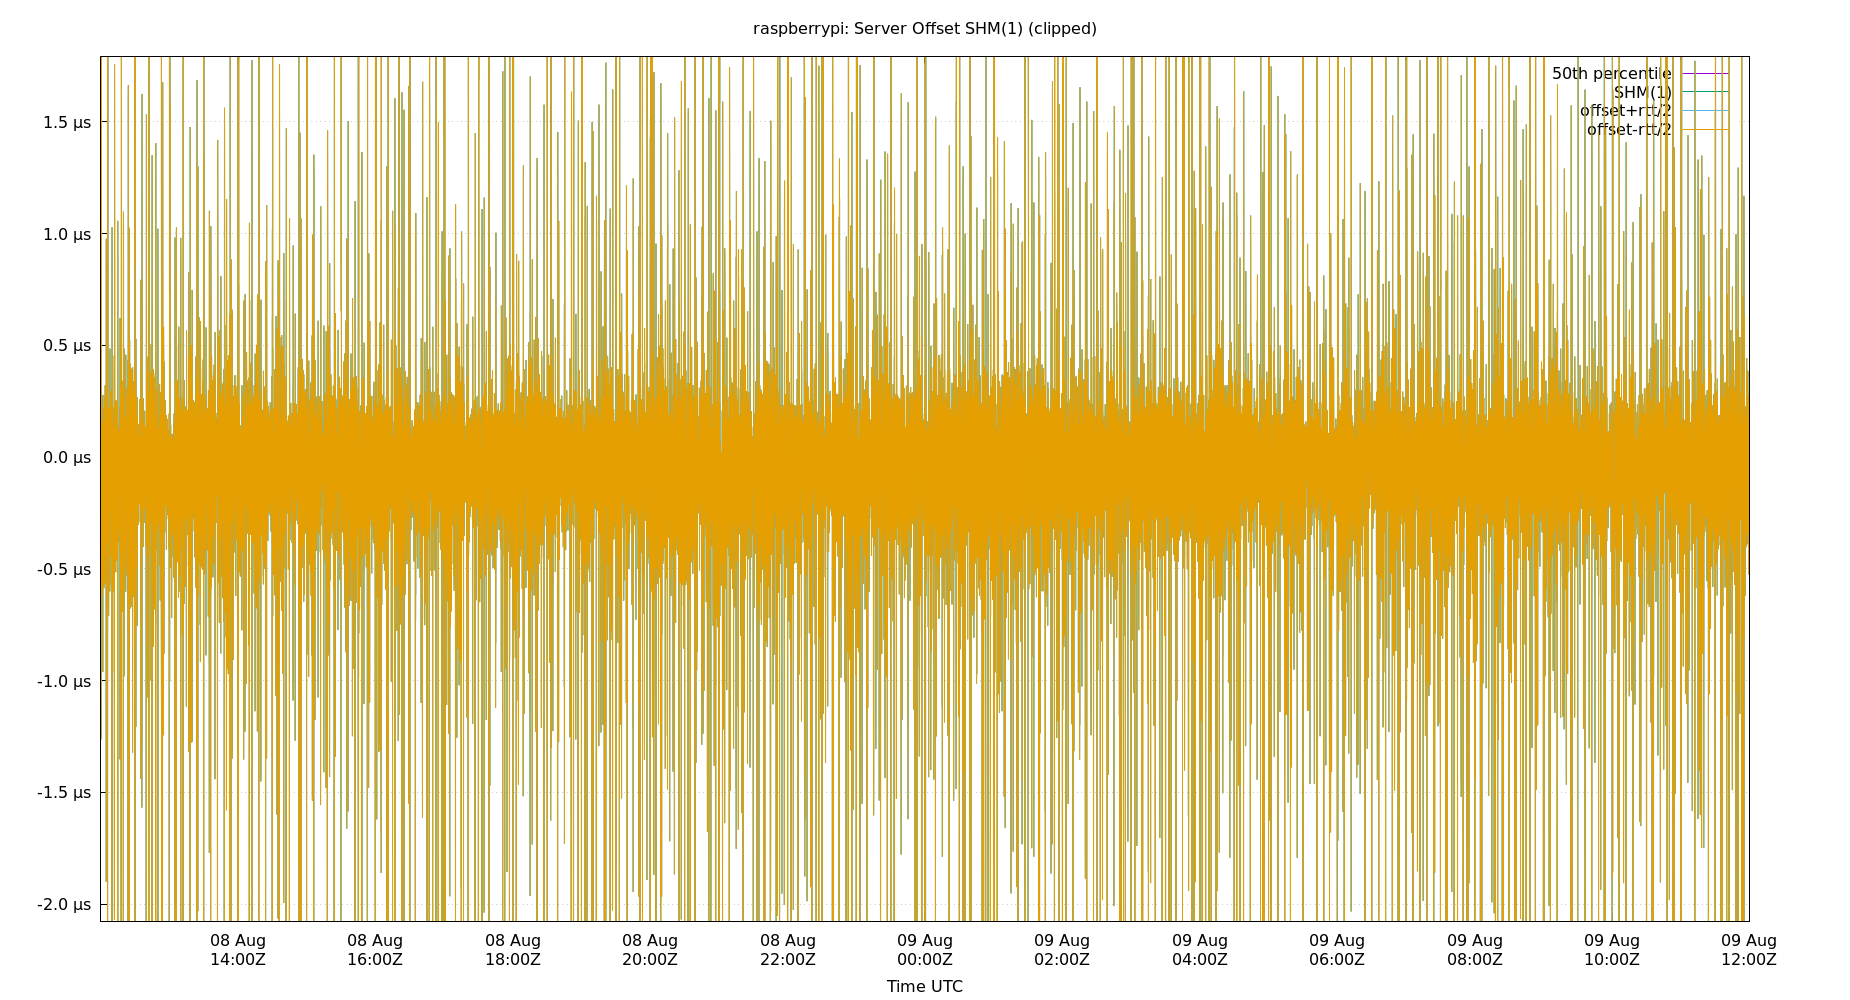 raspberrypi: Server Offset SHM(1) (clipped)
50th percentile
SHM(1)
offset+rtt/2
offset-rtt/2
1.5 µs
1.0 µs
0.5 µs
0.0 µs
-0.5 µs
-1.0 µs
-1.5 µs
-2.0 µs
08 Aug 08 Aug 08 Aug 08 Aug 08 Aug 09 Aug 09 Aug 09 Aug 09 Aug 09 Aug 09 Aug 09 Aug
14:00Z 16:00Z 18:00Z 20:00Z 22:00Z 00:00Z 02:00Z 04:00Z 06:00Z 08:00Z 10:00Z 12:00Z
Time UTC